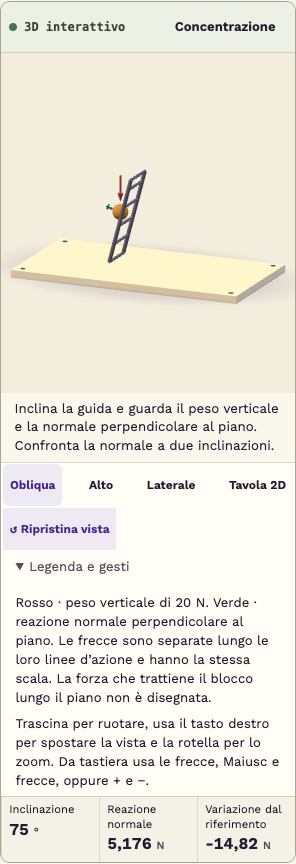 3D interattivo
Concentrazione
Inclina la guida e guarda il peso verticale
e la normale perpendicolare al piano.
Confronta la normale a due inclinazioni.
Obliqua
Alto
Laterale
Tavola 2D
↺ Ripristina vista
▼ Legenda e gesti
Rosso · peso verticale di 20 N. Verde ·
reazione normale perpendicolare al
piano. Le frecce sono separate lungo le
loro linee d’azione e hanno la stessa
scala. La forza che trattiene il blocco
lungo il piano non è disegnata.
Trascina per ruotare, usa il tasto destro
per spostare la vista e la rotella per lo
zoom. Da tastiera usa le frecce, Maiusc e
frecce, oppure + e −.
Inclinazione
75 °
Reazione
normale
5,176 N
Variazione dal
riferimento
-14,82 N